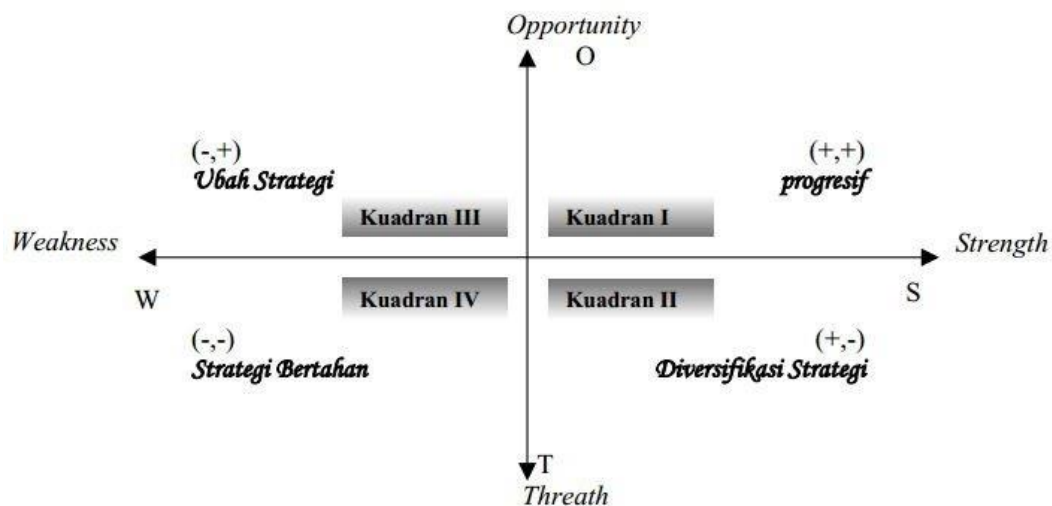 Opportunity
O
(-,+)
Ubah Strategi
(+,+)
progresif
Kuadran III
Kuadran I
Weakness
Strength
W
Kuadran IV
Kuadran II
S
(-,-)
Strategi Bertahan
(+,-)
Diversifikasi Strategi
T
Threath